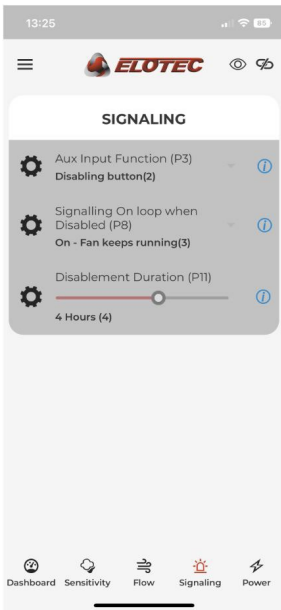 13:25
85
ELOTEC
SIGNALING
Aux Input Function (P3)
Disabling button(2)
Signalling On loop when
Disabled (P8)
On - Fan keeps running(3)
Disablement Duration (P11)
4 Hours (4)
Dashboard Sensitivity Flow Signaling Power